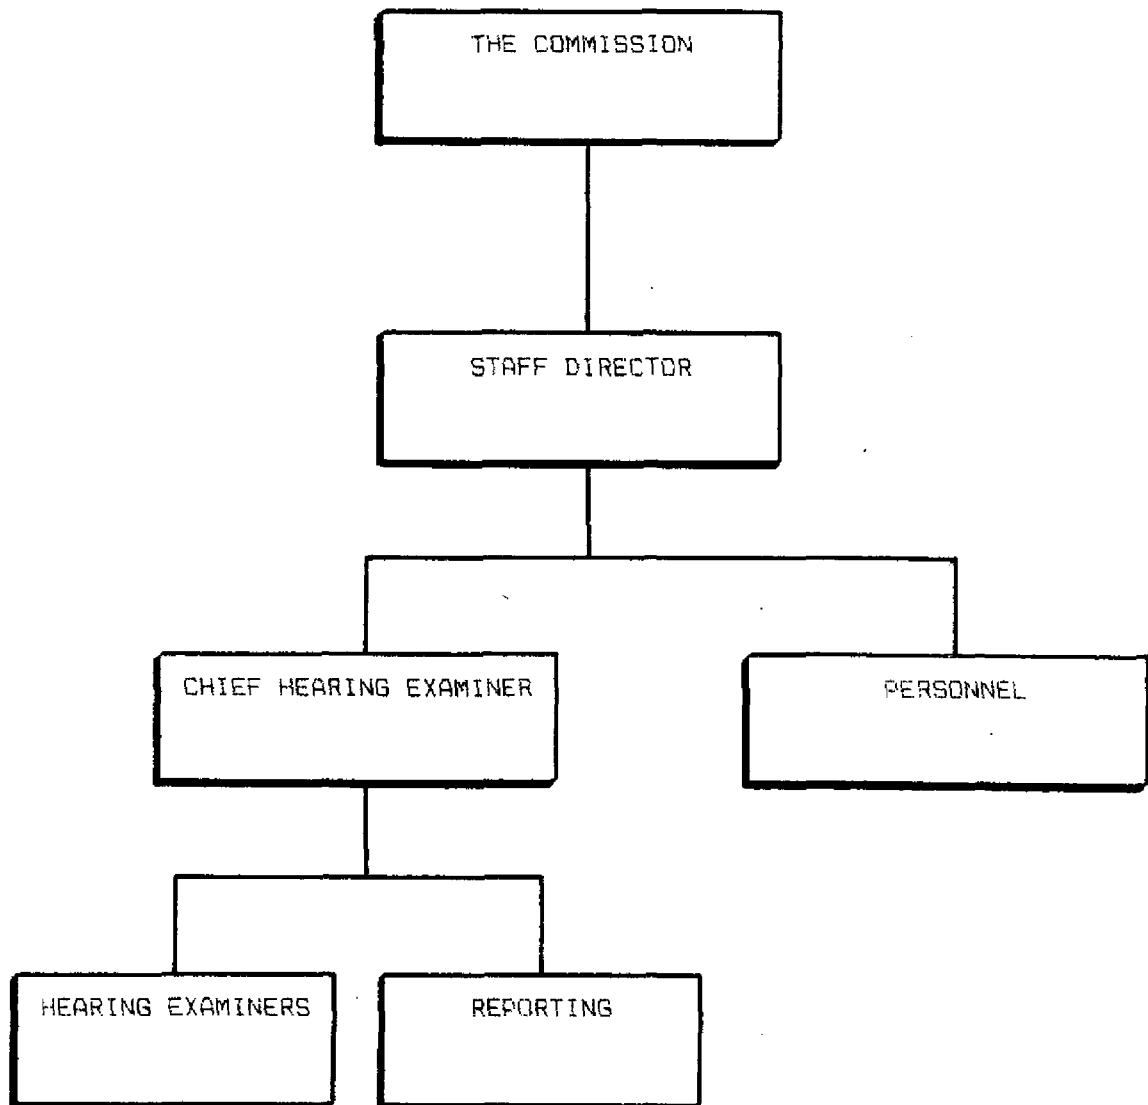 THE COMMISSION
STAFF DIRECTOR
CHIEF HEARING EXAMINER
PERSONNEL
HEARING EXAMINERS
REPORTING